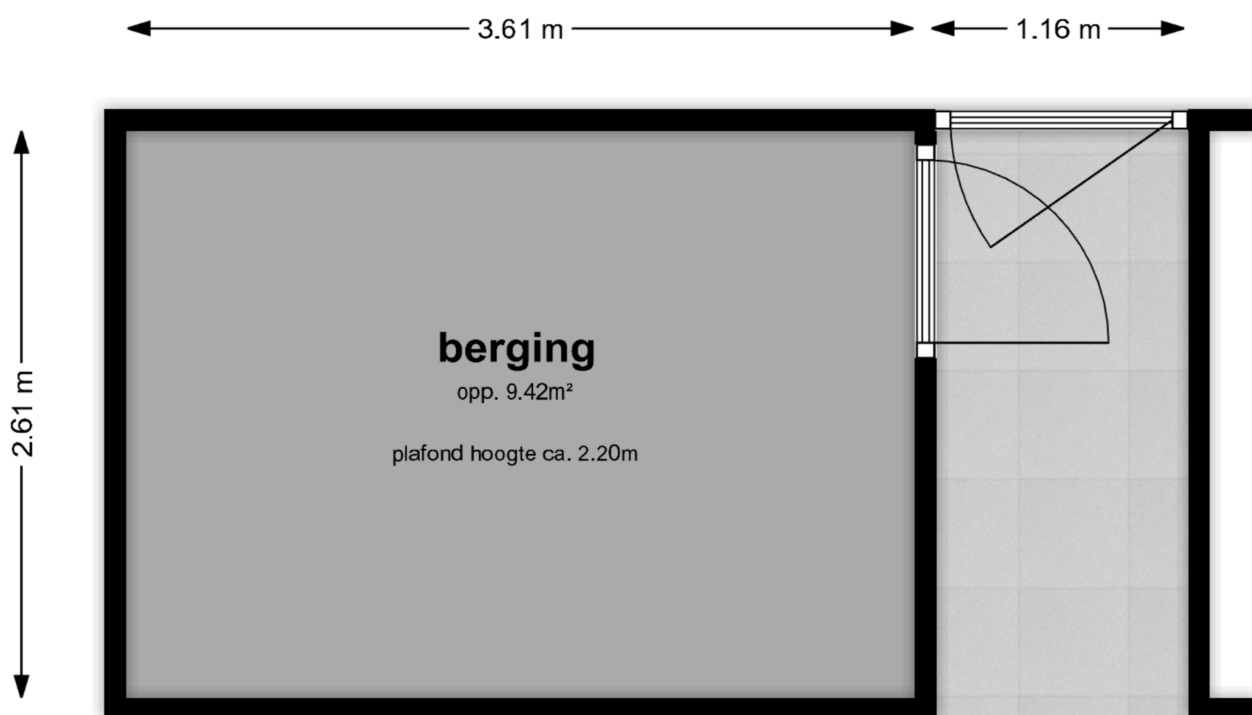 3.61 m
1.16 m
2.61 m
berging
opp. 9.42m²
plafond hoogte ca. 2.20m